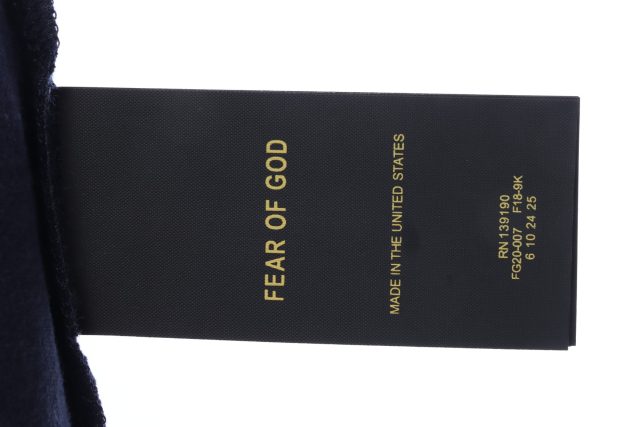 FEAR OF GOD
MADE IN THE UNITED STATES
RN 139190
FG20-007 F18-9K
6 10 24 25